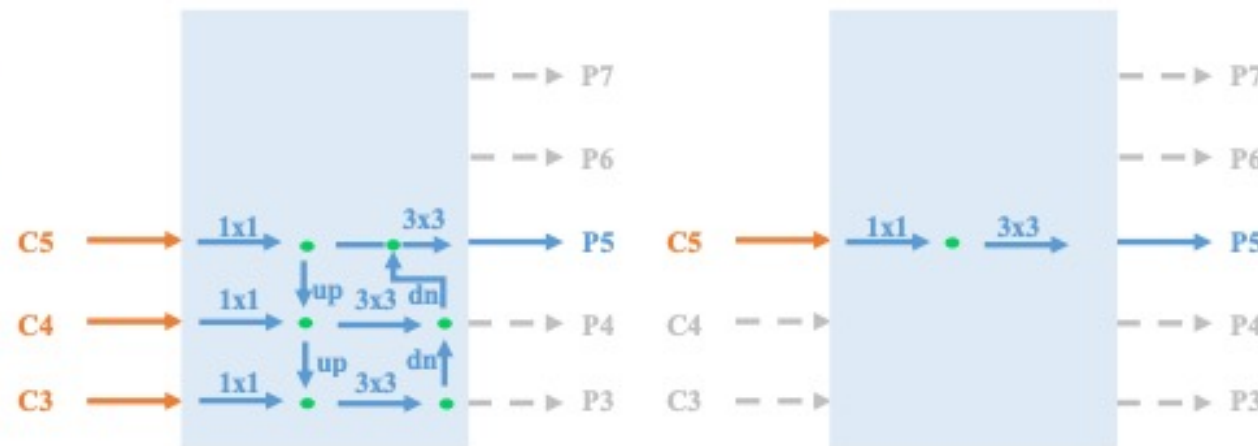 P7 P7
P6 P6
3x3
C5 1x1 P5 C5 1x1 3x3 P5
up dn
C4 1x1 3x3 P4 C4 P4
up dn
C3 1x1 3x3 P3 C3 P3